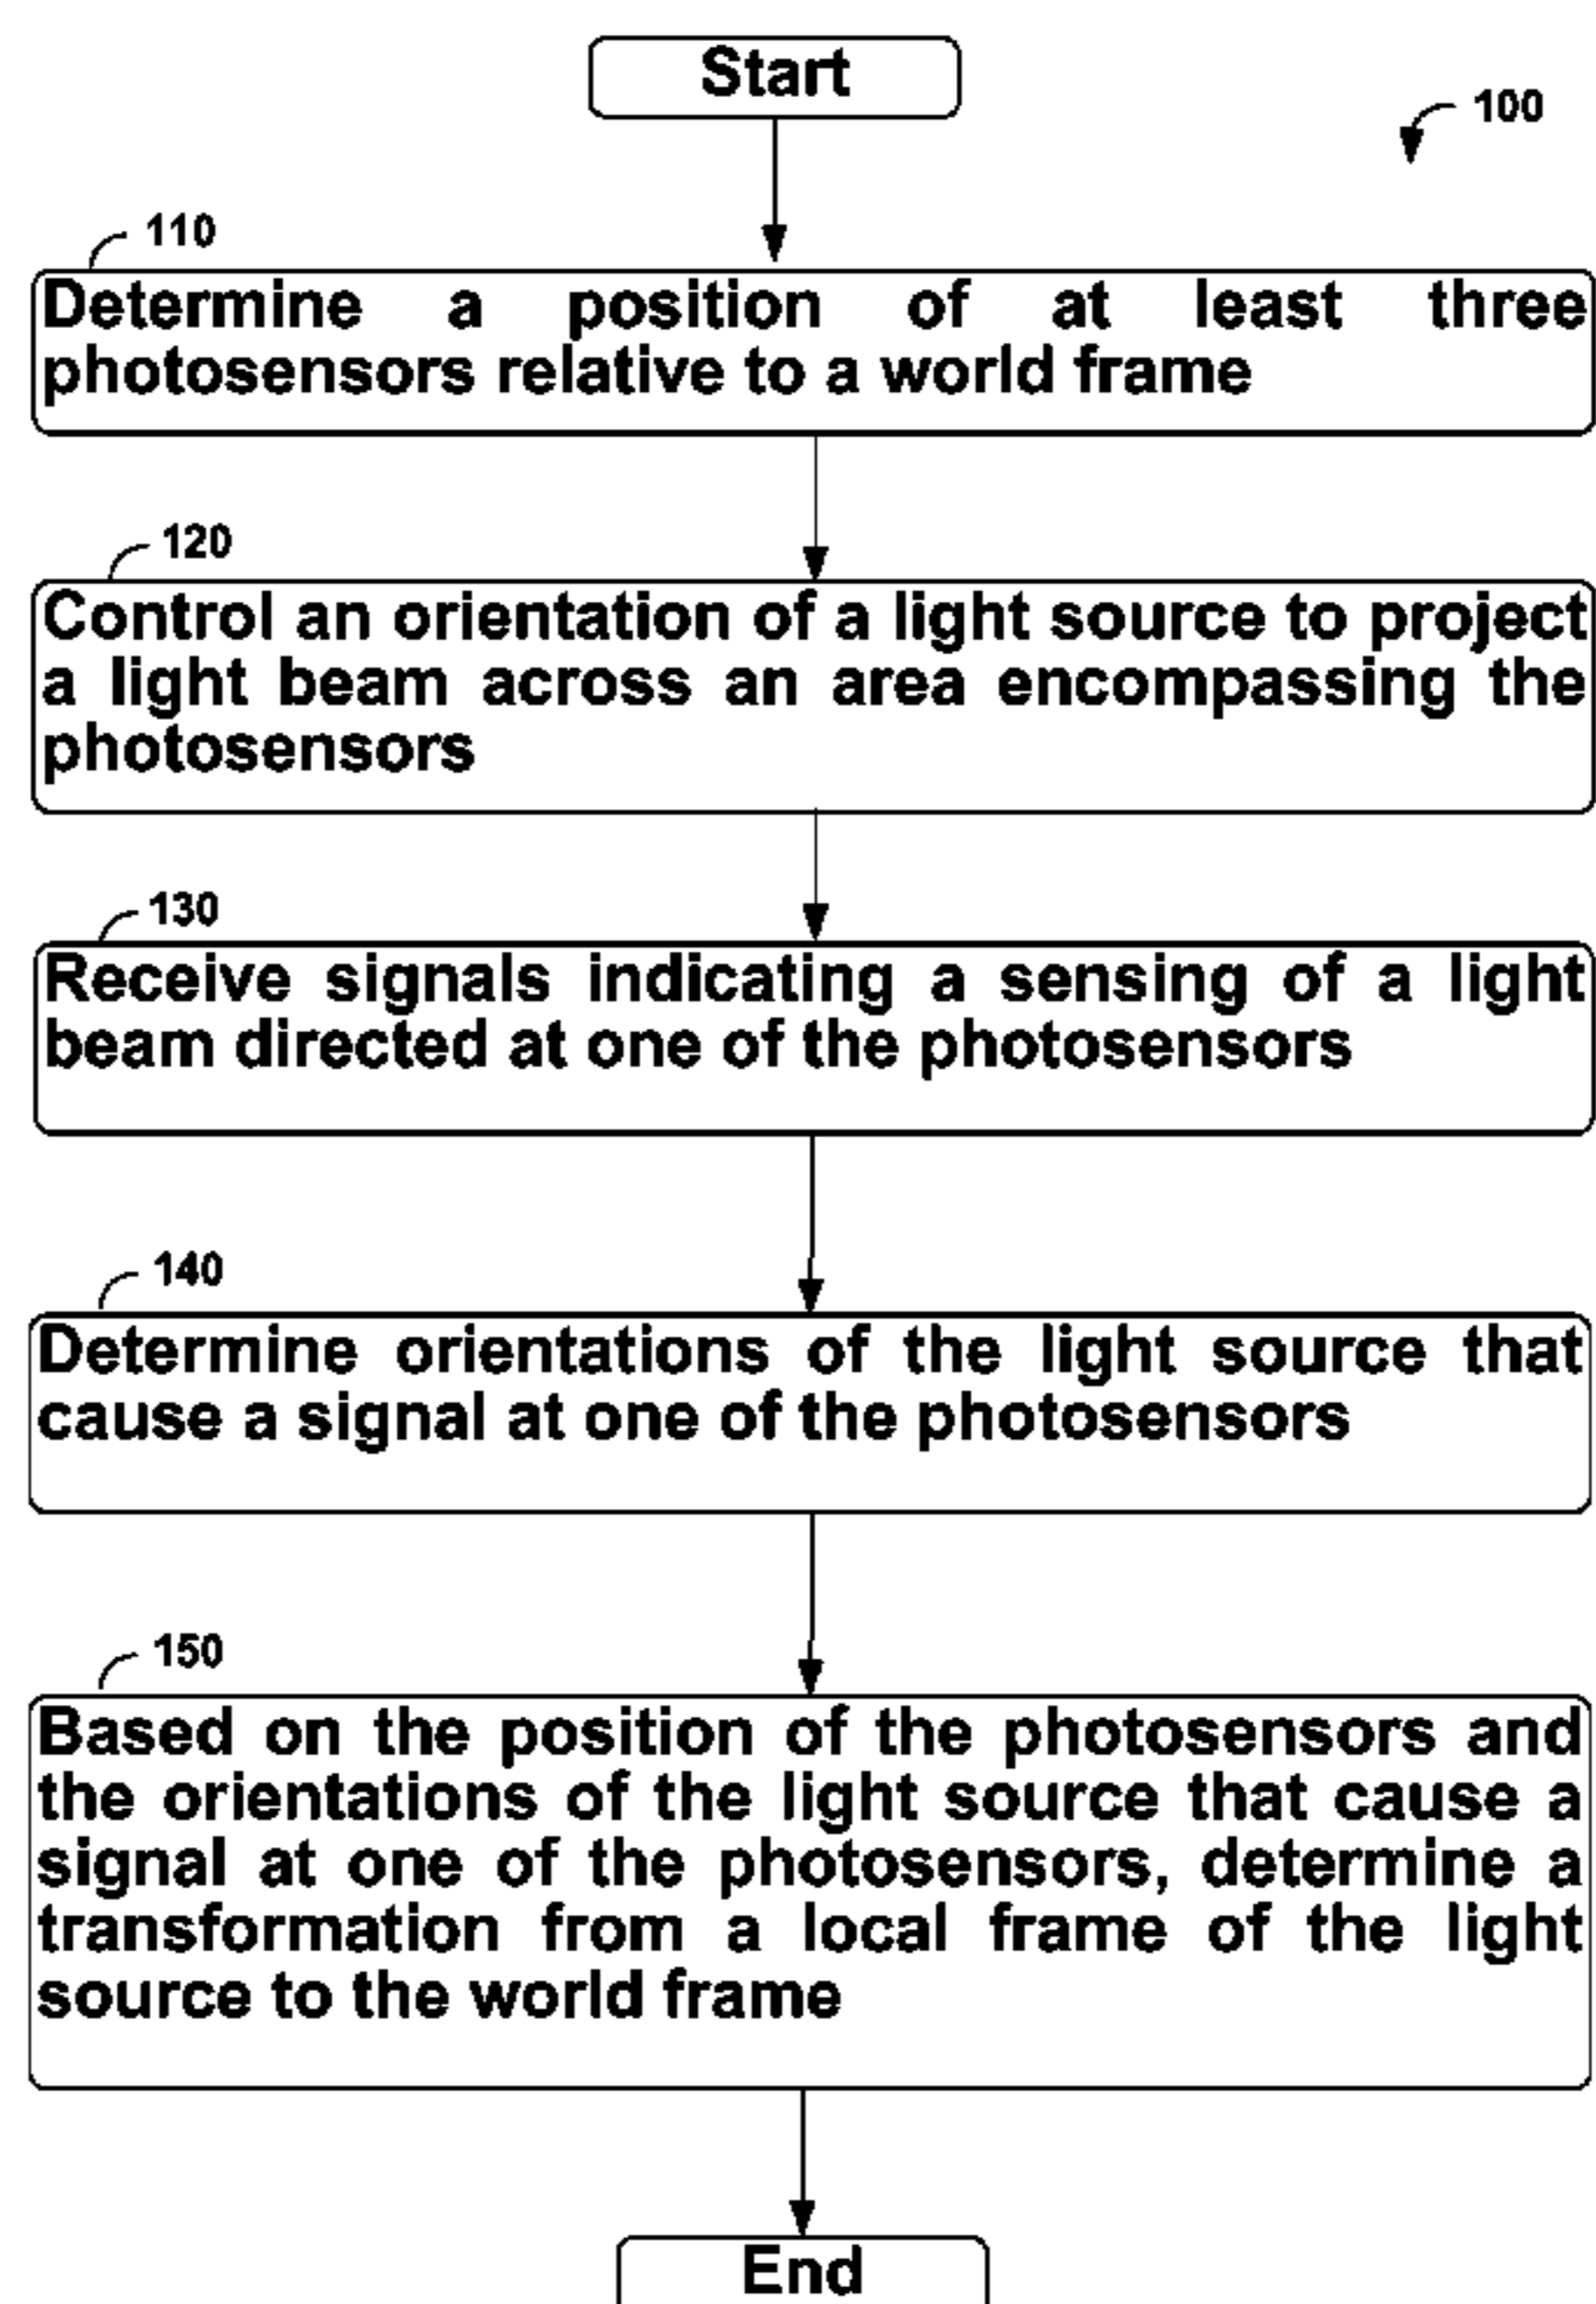 Start
100
110
Determine a position of at least three
photosensors relative to a world frame
120
Control an orientation of a light source to project
a light beam across an area encompassing the
photosensors
130
Receive signals indicating a sensing of a light
beam directed at one of the photosensors
140
Determine orientations of the light source that
cause a signal at one of the photosensors
150
Based on the position of the photosensors and
the orientations of the light source that cause a
signal at one of the photosensors, determine a
transformation from a local frame of the light
source to the world frame
End